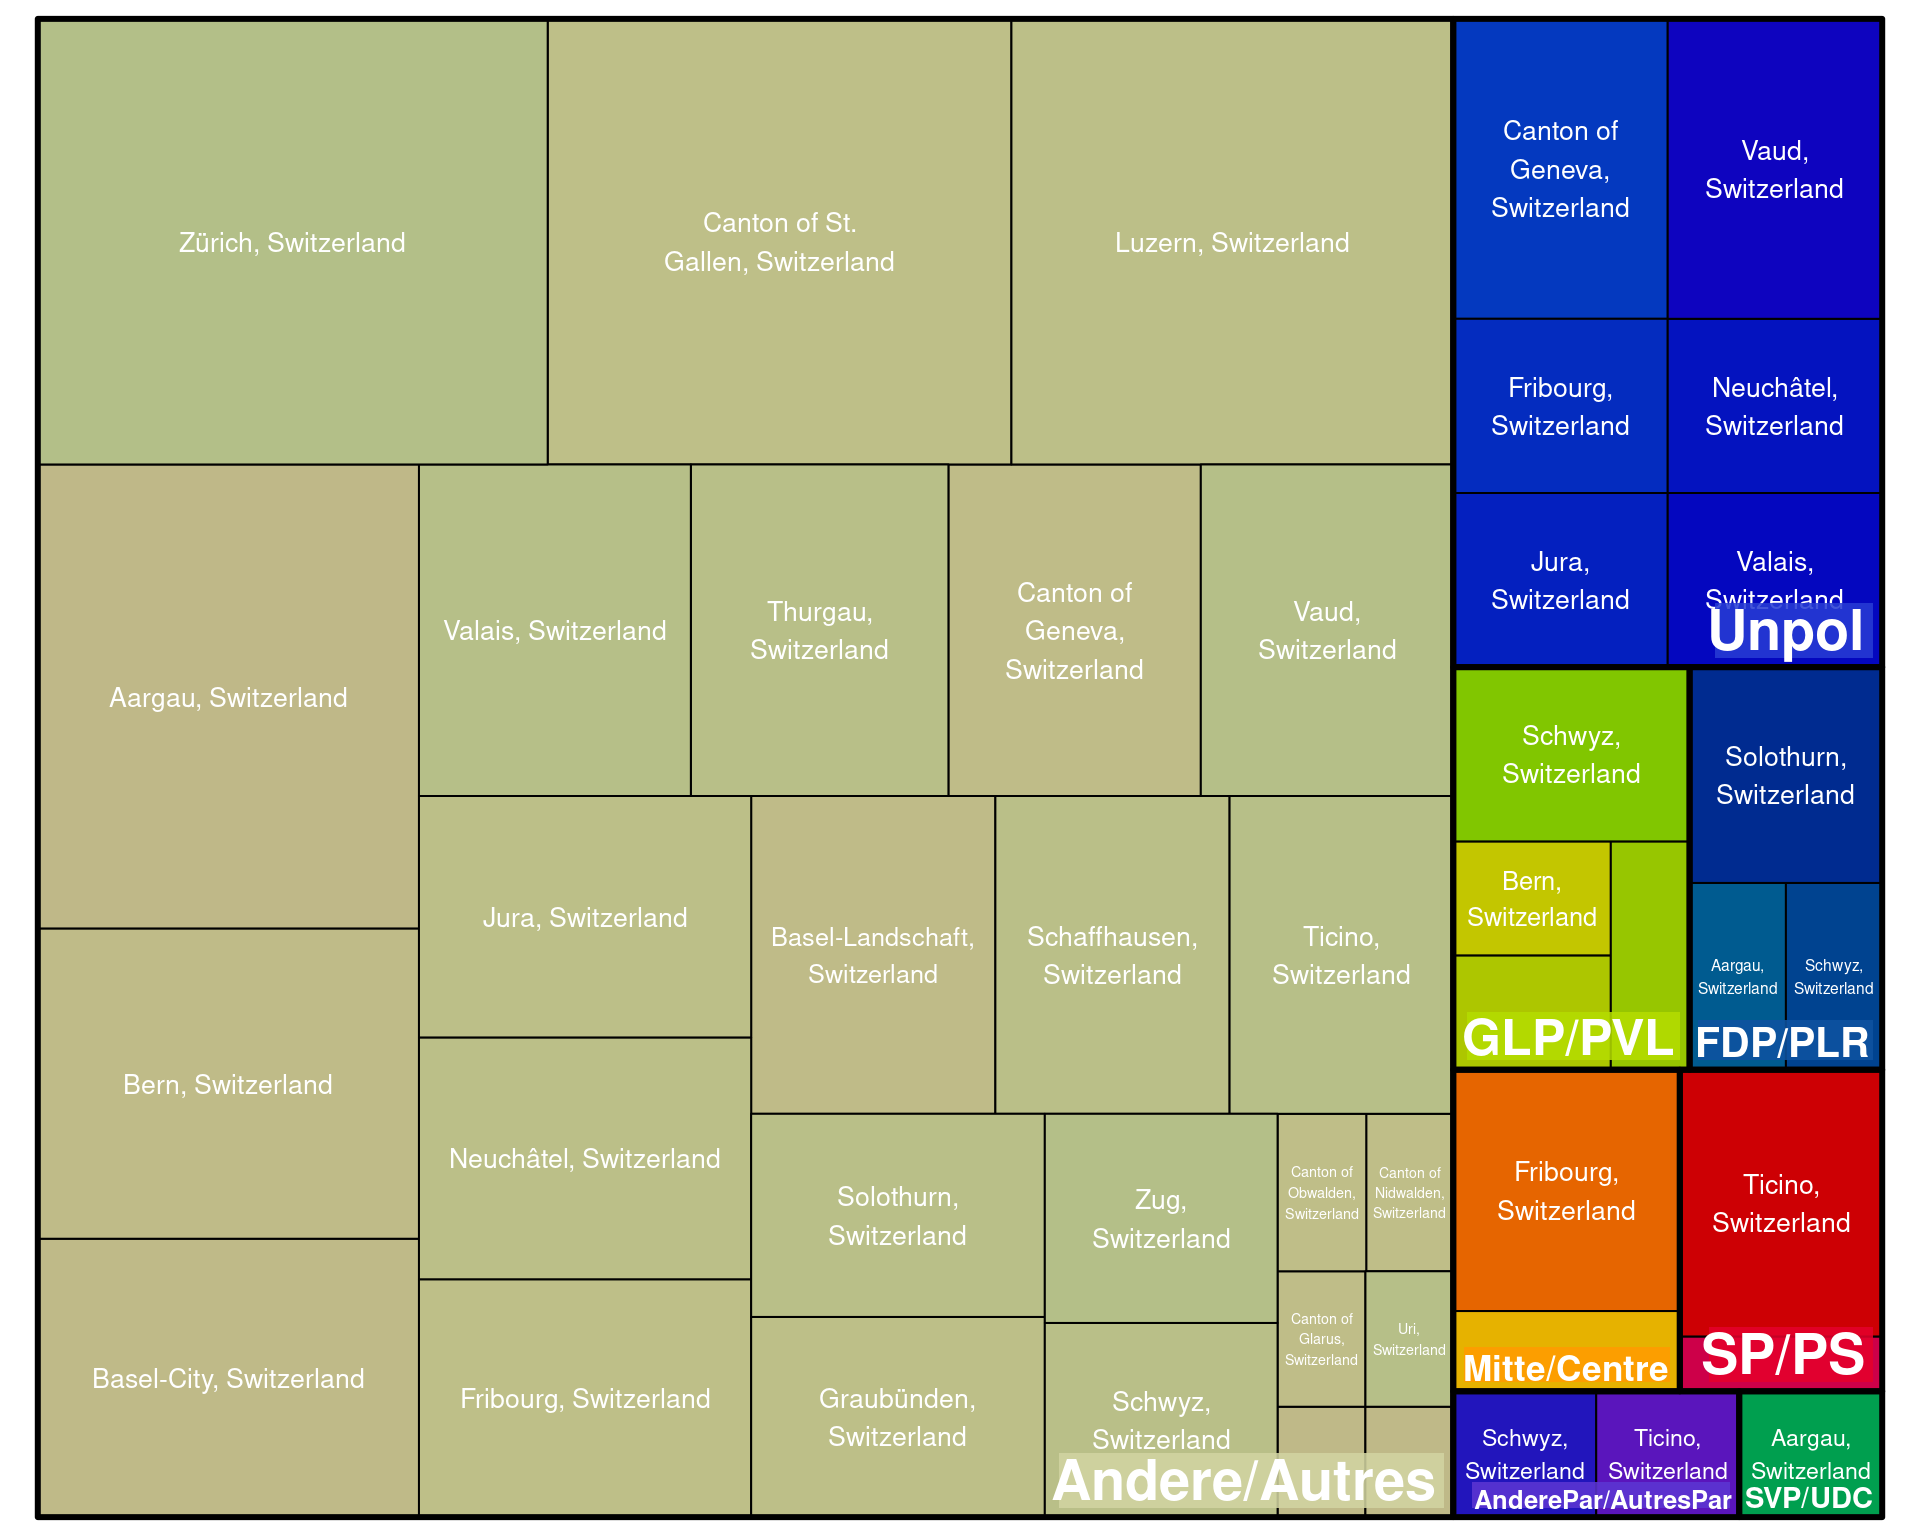 Zürich, Switzerland
Canton of St.
Gallen, Switzerland
Luzern, Switzerland
Aargau, Switzerland
Valais, Switzerland
Thurgau,
Switzerland
Canton of
Geneva,
Switzerland
Vaud,
Switzerland
Bern, Switzerland
Jura, Switzerland
Basel-Landschaft,
Switzerland
Schaffhausen,
Switzerland
Ticino,
Switzerland
Neuchâtel, Switzerland
Basel-City, Switzerland
Fribourg, Switzerland
Solothurn,
Switzerland
Graubünden,
Switzerland
Zug,
Switzerland
Schwyz,
Switzerland
Canton of
Obwalden,
Switzerland
Canton of
Nidwalden,
Switzerland
Canton of
Glarus,
Switzerland
Uri,
Switzerland
Andere/Autres
Canton of
Geneva,
Switzerland
Vaud,
Switzerland
Fribourg,
Switzerland
Neuchâtel,
Switzerland
Jura,
Switzerland
Valais,
Switzerland
Unpol
Schwyz,
Switzerland
Bern,
Switzerland
GLP/PVL
Solothurn,
Switzerland
Aargau,
Switzerland
Schwyz,
Switzerland
FDP/PLR
Fribourg,
Switzerland
Mitte/Centre
Ticino,
Switzerland
SP/PS
Schwyz,
Switzerland
Ticino,
Switzerland
AnderePar/AutresPar
Aargau,
Switzerland
SVP/UDC